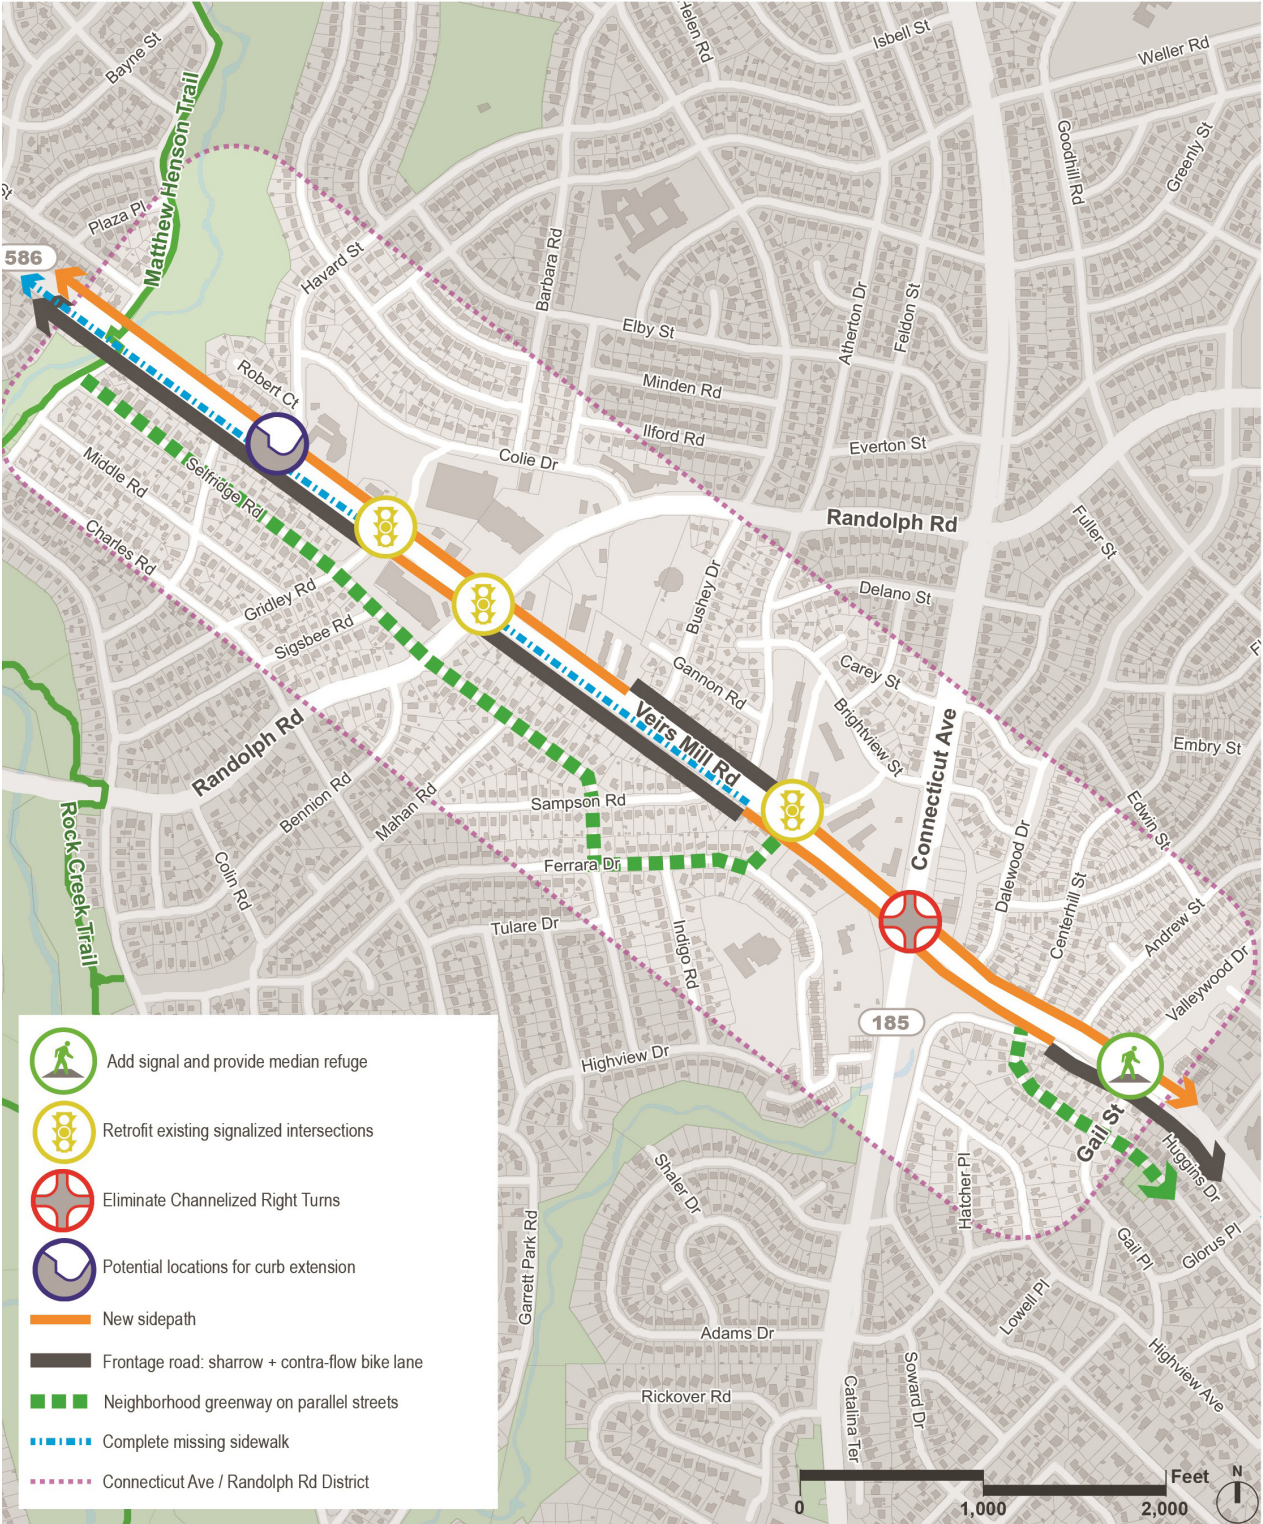 Helen Rd
Isbell St
Weller Rd
Bayne St
Matthew Henson Trail
Goodhill Rd
Greenly St
St
Plaza Pl
586
Havard St
Barbara Rd
Elby St
Atherton Dr
Feldon St
Minden Rd
Robert Ct
Ilford Rd
Everton St
Colie Dr
Middle Rd
Selfridge Rd
Charles Rd
Randolph Rd
Fuller St
Gridley Rd
Bushey Dr
Delano St
Sigsbee Rd
Gannon Rd
Carey St
Brightview St
Veirs Mill Rd
Randolph Rd
Connecticut Ave
Embry St
Bennion Rd
Mahan Rd
Sampson Rd
Edwin St
Rock Creek Trail
Colin Rd
Ferrara Dr
Dalewood Dr
Centerhill St
Tulare Dr
Indigo Rd
Andrew St
Valleywood Dr
185
Highview Dr
Gail St
Huggins Dr
Shaler Dr
Hatcher Pl
Garrett Park Rd
Gail Pl
Glorus Pl
Lowell Pl
Adams Dr
Highview Ave
Rickover Rd
Catalina Ter
Soward Dr
Add signal and provide median refuge
Retrofit existing signalized intersections
Eliminate Channelized Right Turns
Potential locations for curb extension
New sidepath
Frontage road: sharrow + contra-flow bike lane
Neighborhood greenway on parallel streets
Complete missing sidewalk
Connecticut Ave / Randolph Rd District
Feet
N
0
1,000
2,000